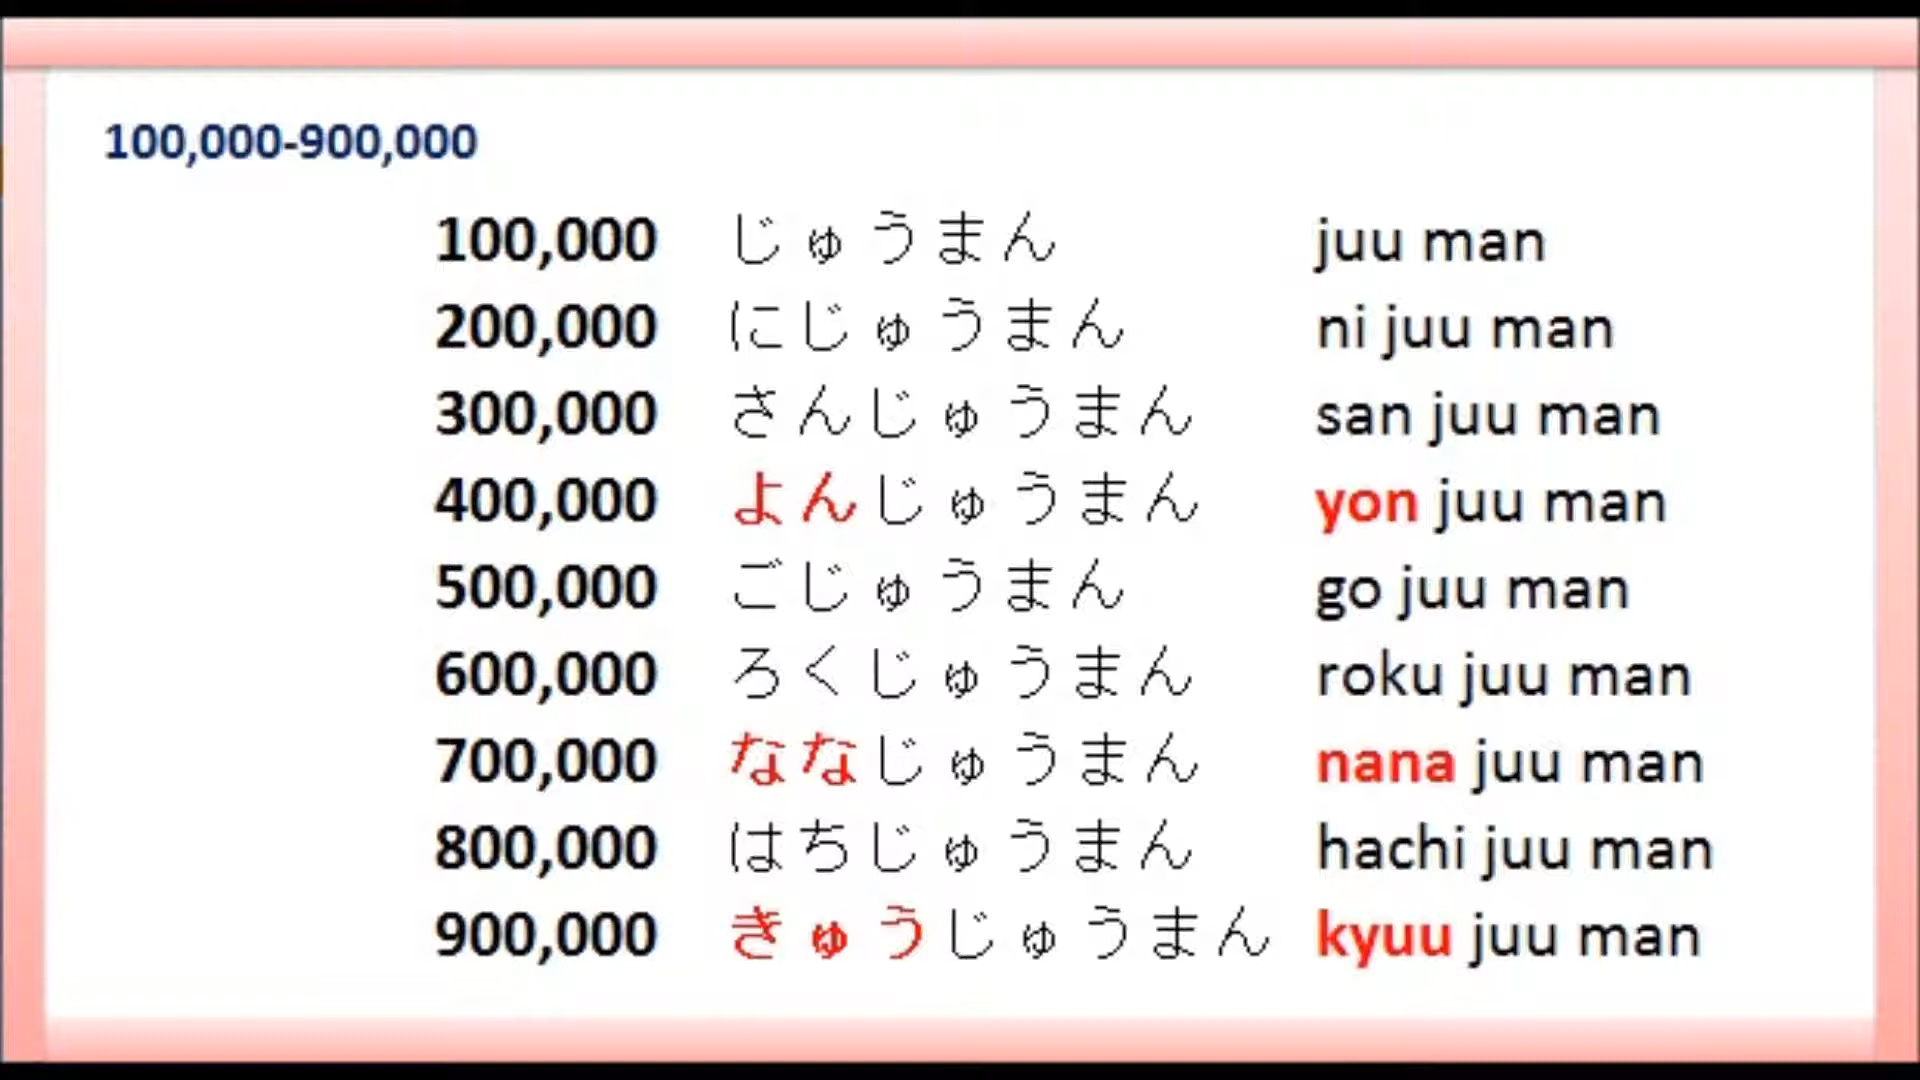 100,000-900,000
100,000 じゅうまん juu man
200,000 にじゅうまん ni juu man
300,000 さんじゅうまん san juu man
400,000 よんじゅうまん yon juu man
500,000 ごじゅうまん go juu man
600,000 ろくじゅうまん roku juu man
700,000 ななじゅうまん nana juu man
800,000 はちじゅうまん hachi juu man
900,000 きゅうじゅうまん kyuu juu man